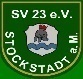 SV 23 e.V.
STOCKSTADT a.M.